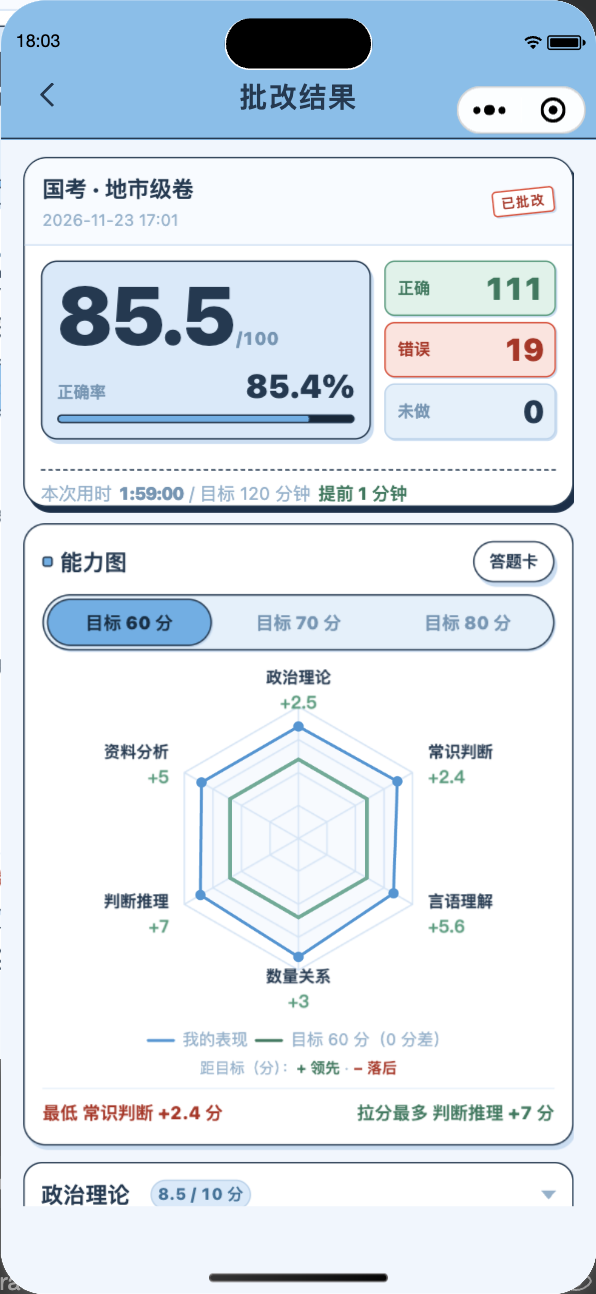 18:03
批改结果
国考·地市级卷
已批改
2026-11-23 17:01
85.5/100
正确 111
错误 19
正确率 85.4%
未做 0
本次用时 1:59:00 / 目标 120 分钟 提前 1 分钟
能力图
答题卡
目标 60 分 目标 70 分 目标 80 分
政治理论
+2.5
资料分析
+5
常识判断
+2.4
判断推理
+7
言语理解
+5.6
数量关系
+3
我的表现 目标 60 分（0 分差）
距目标（分）：+ 领先 · − 落后
最低 常识判断 +2.4 分
拉分最多 判断推理 +7 分
政治理论 8.5 / 10 分